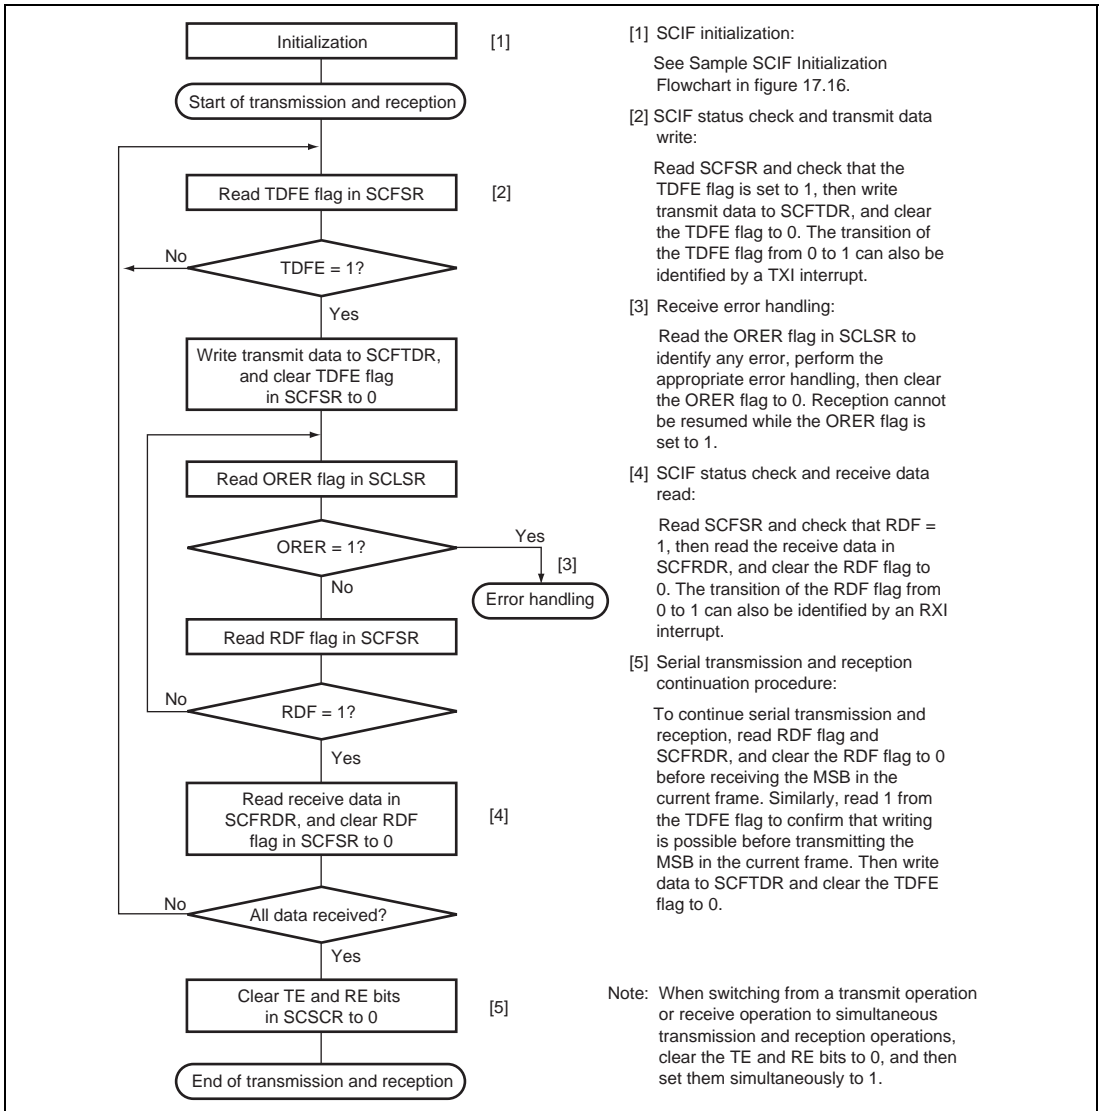 Initialization
[1]
Start of transmission and reception
Read TDFE flag in SCFSR
[2]
No
TDFE = 1?
Yes
Write transmit data to SCFTDR,
and clear TDFE flag
in SCFSR to 0
Read ORER flag in SCLSR
ORER = 1?
Yes
[3]
Error handling
No
Read RDF flag in SCFSR
No
RDF = 1?
Yes
Read receive data in
SCFRDR, and clear RDF
flag in SCFSR to 0
[4]
No
All data received?
Yes
Clear TE and RE bits
in SCSCR to 0
[5]
End of transmission and reception
[1] SCIF initialization:
See Sample SCIF Initialization
Flowchart in figure 17.16.
[2] SCIF status check and transmit data
write:
Read SCFSR and check that the
TDFE flag is set to 1, then write
transmit data to SCFTDR, and clear
the TDFE flag to 0. The transition of
the TDFE flag from 0 to 1 can also be
identified by a TXI interrupt.
[3] Receive error handling:
Read the ORER flag in SCLSR to
identify any error, perform the
appropriate error handling, then clear
the ORER flag to 0. Reception cannot
be resumed while the ORER flag is
set to 1.
[4] SCIF status check and receive data
read:
Read SCFSR and check that RDF =
1, then read the receive data in
SCFRDR, and clear the RDF flag to
0. The transition of the RDF flag from
0 to 1 can also be identified by an RXI
interrupt.
[5] Serial transmission and reception
continuation procedure:
To continue serial transmission and
reception, read RDF flag and
SCFRDR, and clear the RDF flag to 0
before receiving the MSB in the
current frame. Similarly, read 1 from
the TDFE flag to confirm that writing
is possible before transmitting the
MSB in the current frame. Then write
data to SCFTDR and clear the TDFE
flag to 0.
Note: When switching from a transmit operation
or receive operation to simultaneous
transmission and reception operations,
clear the TE and RE bits to 0, and then
set them simultaneously to 1.